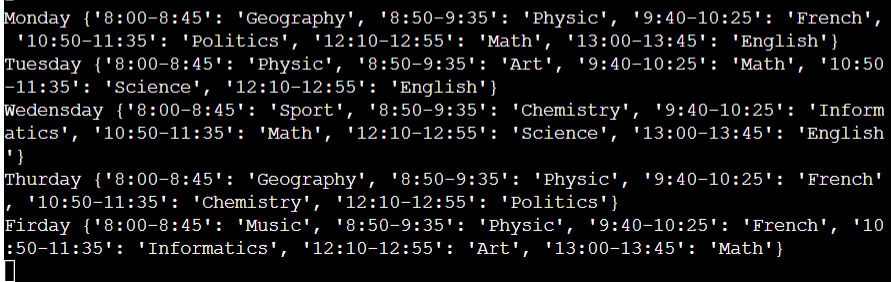 Monday {'8:00-8:45': 'Geography', '8:50-9:35': 'Physic', '9:40-10:25': 'French',
 '10:50-11:35': 'Politics', '12:10-12:55': 'Math', '13:00-13:45': 'English'}
Tuesday {'8:00-8:45': 'Physic', '8:50-9:35': 'Art', '9:40-10:25': 'Math', '10:50
-11:35': 'Science', '12:10-12:55': 'English'}
Wedensday {'8:00-8:45': 'Sport', '8:50-9:35': 'Chemistry', '9:40-10:25': 'Inform
atics', '10:50-11:35': 'Math', '12:10-12:55': 'Science', '13:00-13:45': 'English
'}
Thurday {'8:00-8:45': 'Geography', '8:50-9:35': 'Physic', '9:40-10:25': 'French'
, '10:50-11:35': 'Chemistry', '12:10-12:55': 'Politics'}
Firday {'8:00-8:45': 'Music', '8:50-9:35': 'Physic', '9:40-10:25': 'French', '10
:50-11:35': 'Informatics', '12:10-12:55': 'Art', '13:00-13:45': 'Math'}